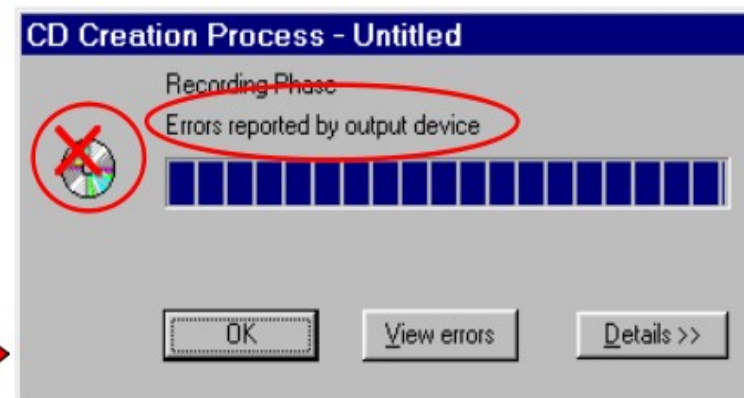 CD Creation Process - Untitled
Recording Phase
Errors reported by output device
OK
View errors
Details >>